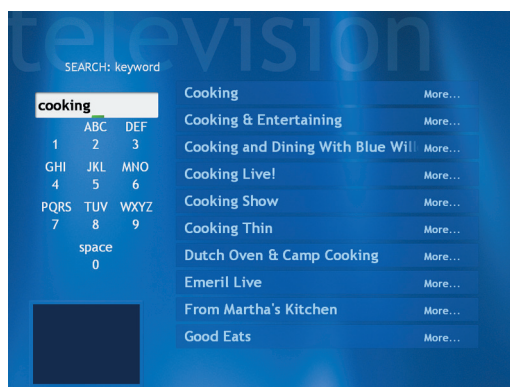 television
SEARCH: keyword
cooking
ABC DEF
1 2 3
GHI JKL MNO
4 5 6
PQRS TUV WXYZ
7 8 9
space
0
Cooking More...
Cooking & Entertaining More...
Cooking and Dining With Blue Will More...
Cooking Live! More...
Cooking Show More...
Cooking Thin More...
Dutch Oven & Camp Cooking More...
Emeril Live More...
From Martha's Kitchen More...
Good Eats More...